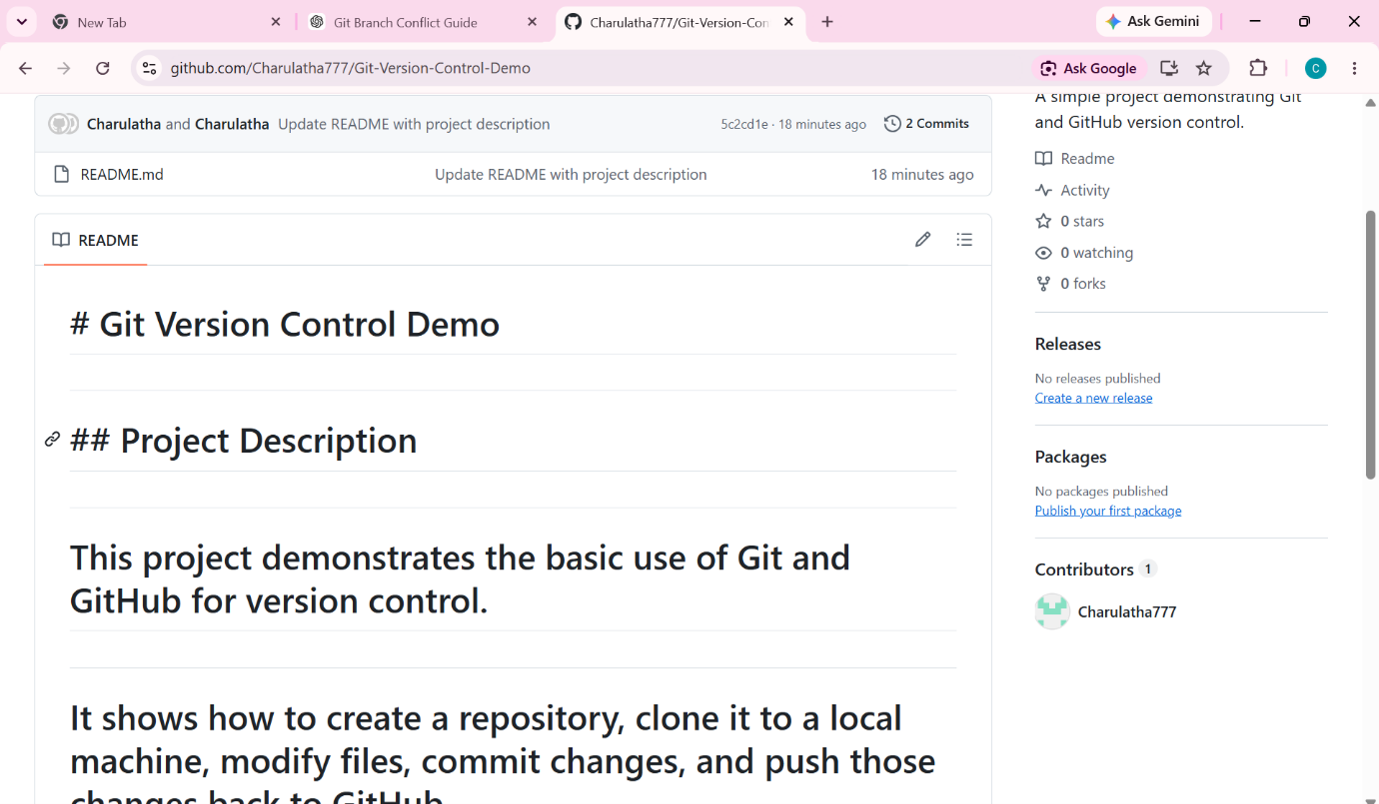 New Tab
Git Branch Conflict Guide
Charulatha777/Git-Version-Con
Ask Gemini
github.com/Charulatha777/Git-Version-Control-Demo
Ask Google
C
Charulatha and Charulatha Update README with project description
5c2cd1e · 18 minutes ago
2 Commits
README.md
Update README with project description
18 minutes ago
README
# Git Version Control Demo
## Project Description
This project demonstrates the basic use of Git and
GitHub for version control.
It shows how to create a repository, clone it to a local
machine, modify files, commit changes, and push those
changes back to GitHub
A simple project demonstrating Git
and GitHub version control.
Readme
Activity
0 stars
0 watching
0 forks
Releases
No releases published
Create a new release
Packages
No packages published
Publish your first package
Contributors 1
Charulatha777